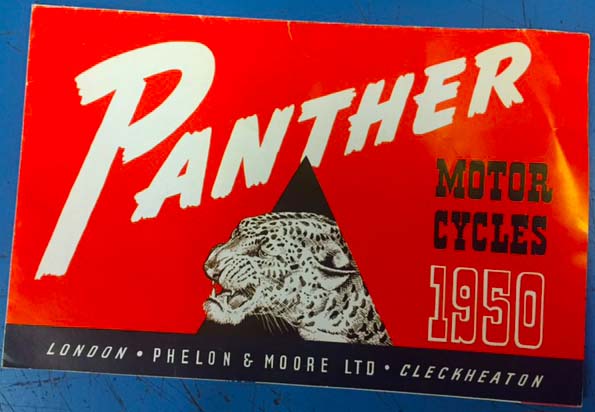 PANTHER
MOTOR
CYCLES
1950
LONDON • PHELON & MOORE LTD • CLECKHEATON